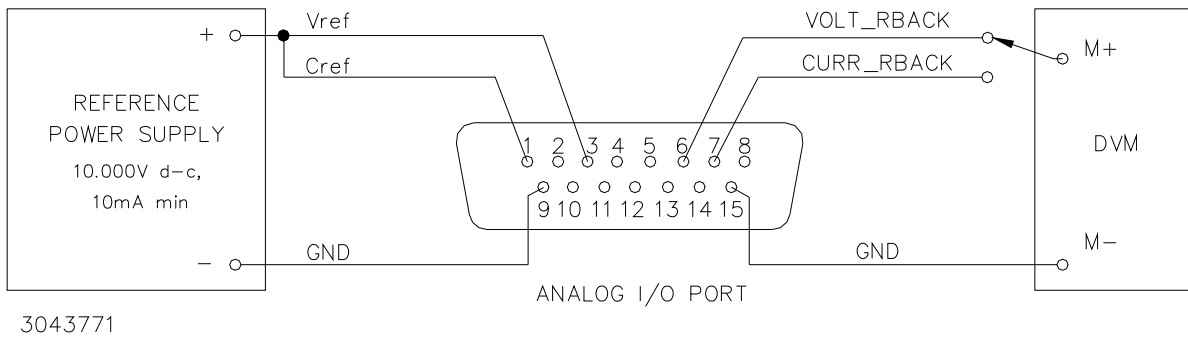 Vref
VOLT_RBACK
+
M+
Cref
CURR_RBACK
REFERENCE
POWER SUPPLY
10.000V d-c,
10mA min
DVM
1 2 3 4 5 6 7 8
9 10 11 12 13 14 15
-
GND
GND
M-
ANALOG I/O PORT
3043771